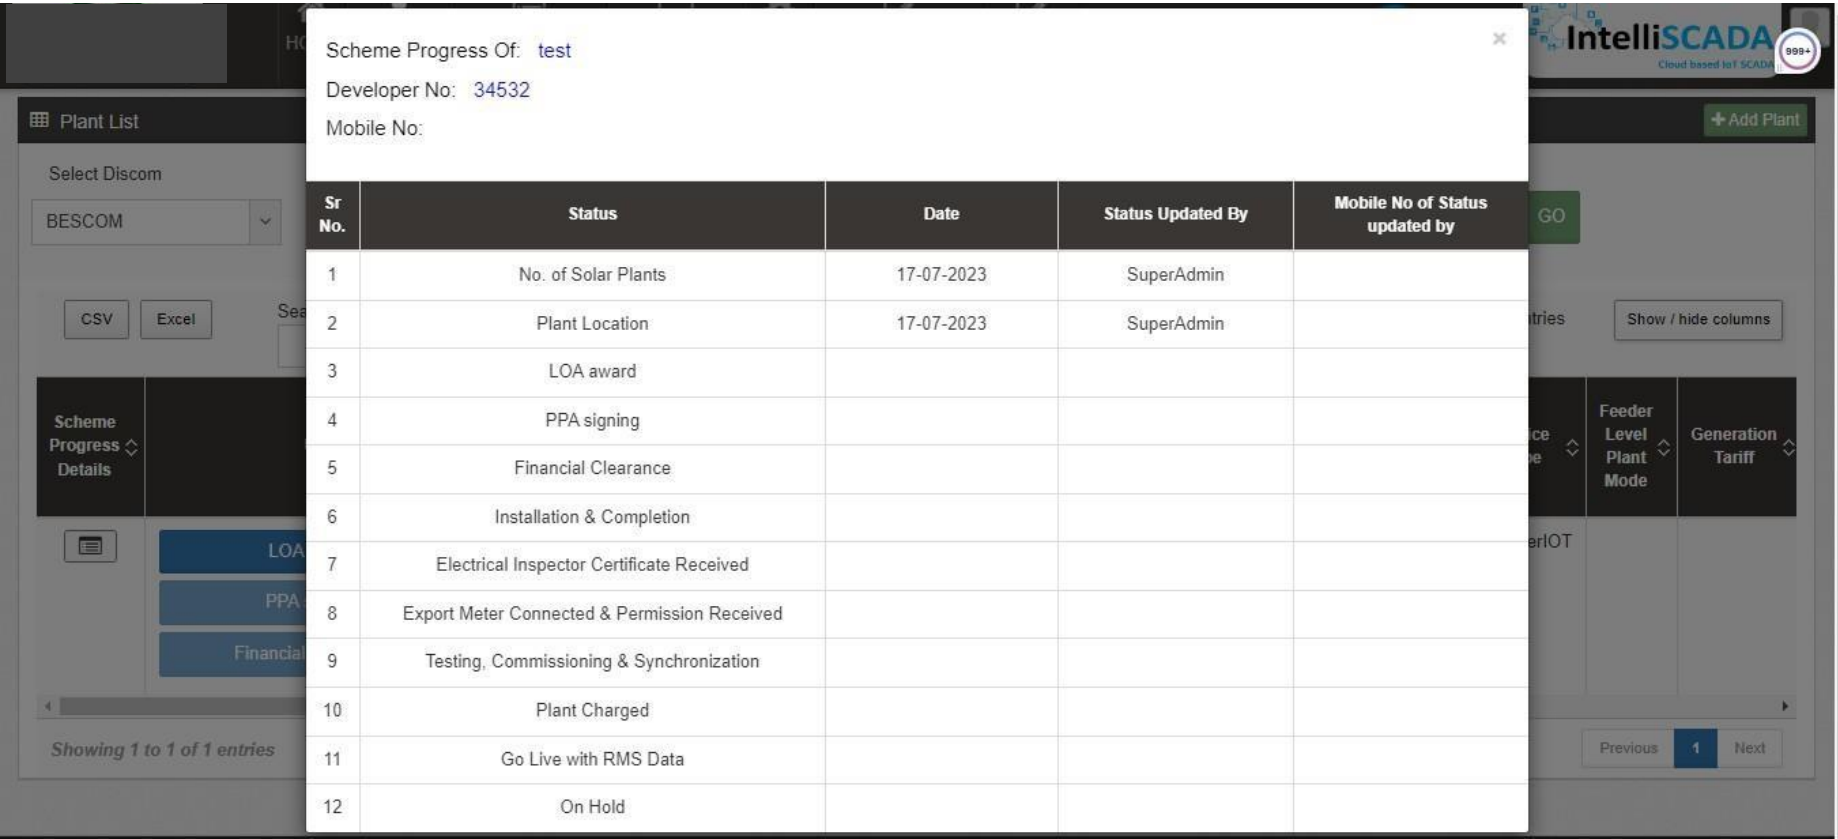 HO
IntelliSCADA
Cloud based IoT SCADA
999+
Scheme Progress Of: test
×
Developer No: 34532
Mobile No:
Plant List
+ Add Plant
Select Discom
BESCOM
GO
Sr No. Status Date Status Updated By Mobile No of Status updated by
1 No. of Solar Plants 17-07-2023 SuperAdmin
2 Plant Location 17-07-2023 SuperAdmin
3 LOA award
4 PPA signing
5 Financial Clearance
6 Installation & Completion
7 Electrical Inspector Certificate Received
8 Export Meter Connected & Permission Received
9 Testing, Commissioning & Synchronization
10 Plant Charged
11 Go Live with RMS Data
12 On Hold
CSV Excel Sea
tries Show / hide columns
Scheme Progress Details
ice
Feeder Level Plant Mode
Generation Tariff
LOA
PPA
Financial
erIOT
Showing 1 to 1 of 1 entries
Previous 1 Next